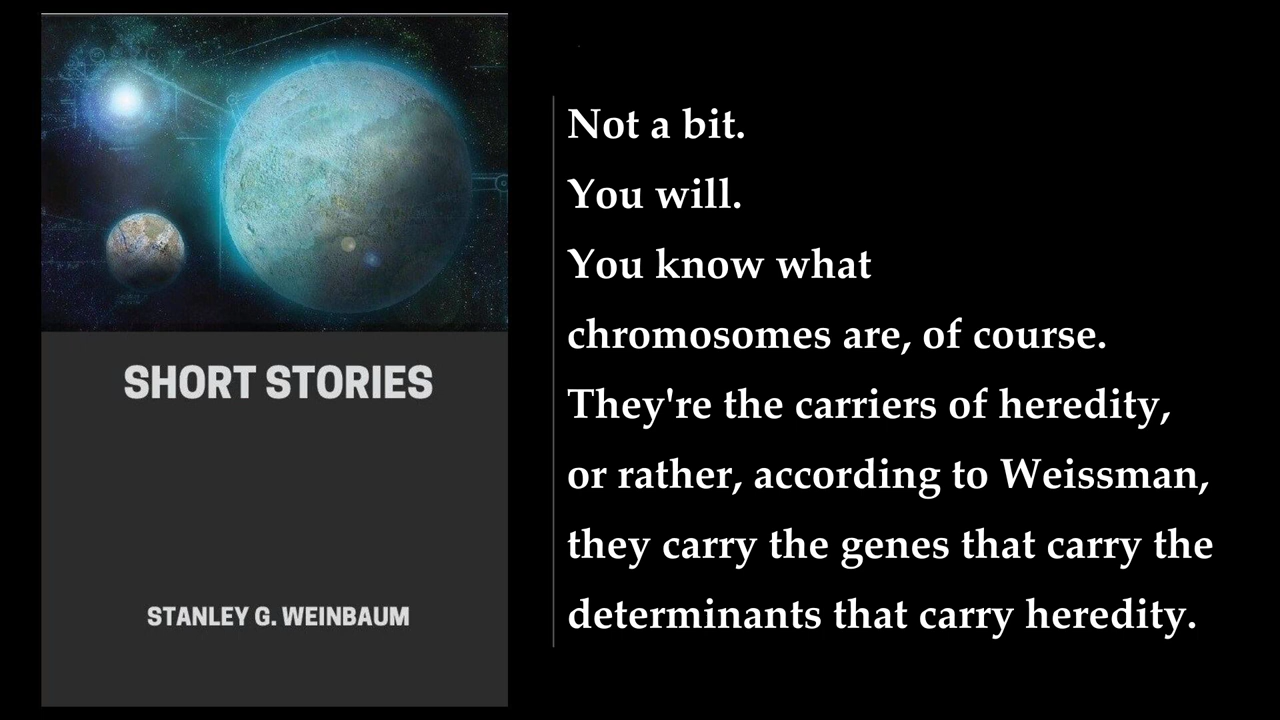 SHORT STORIES
STANLEY G. WEINBAUM
Not a bit.
You will.
You know what
chromosomes are, of course.
They're the carriers of heredity,
or rather, according to Weissman,
they carry the genes that carry the
determinants that carry heredity.